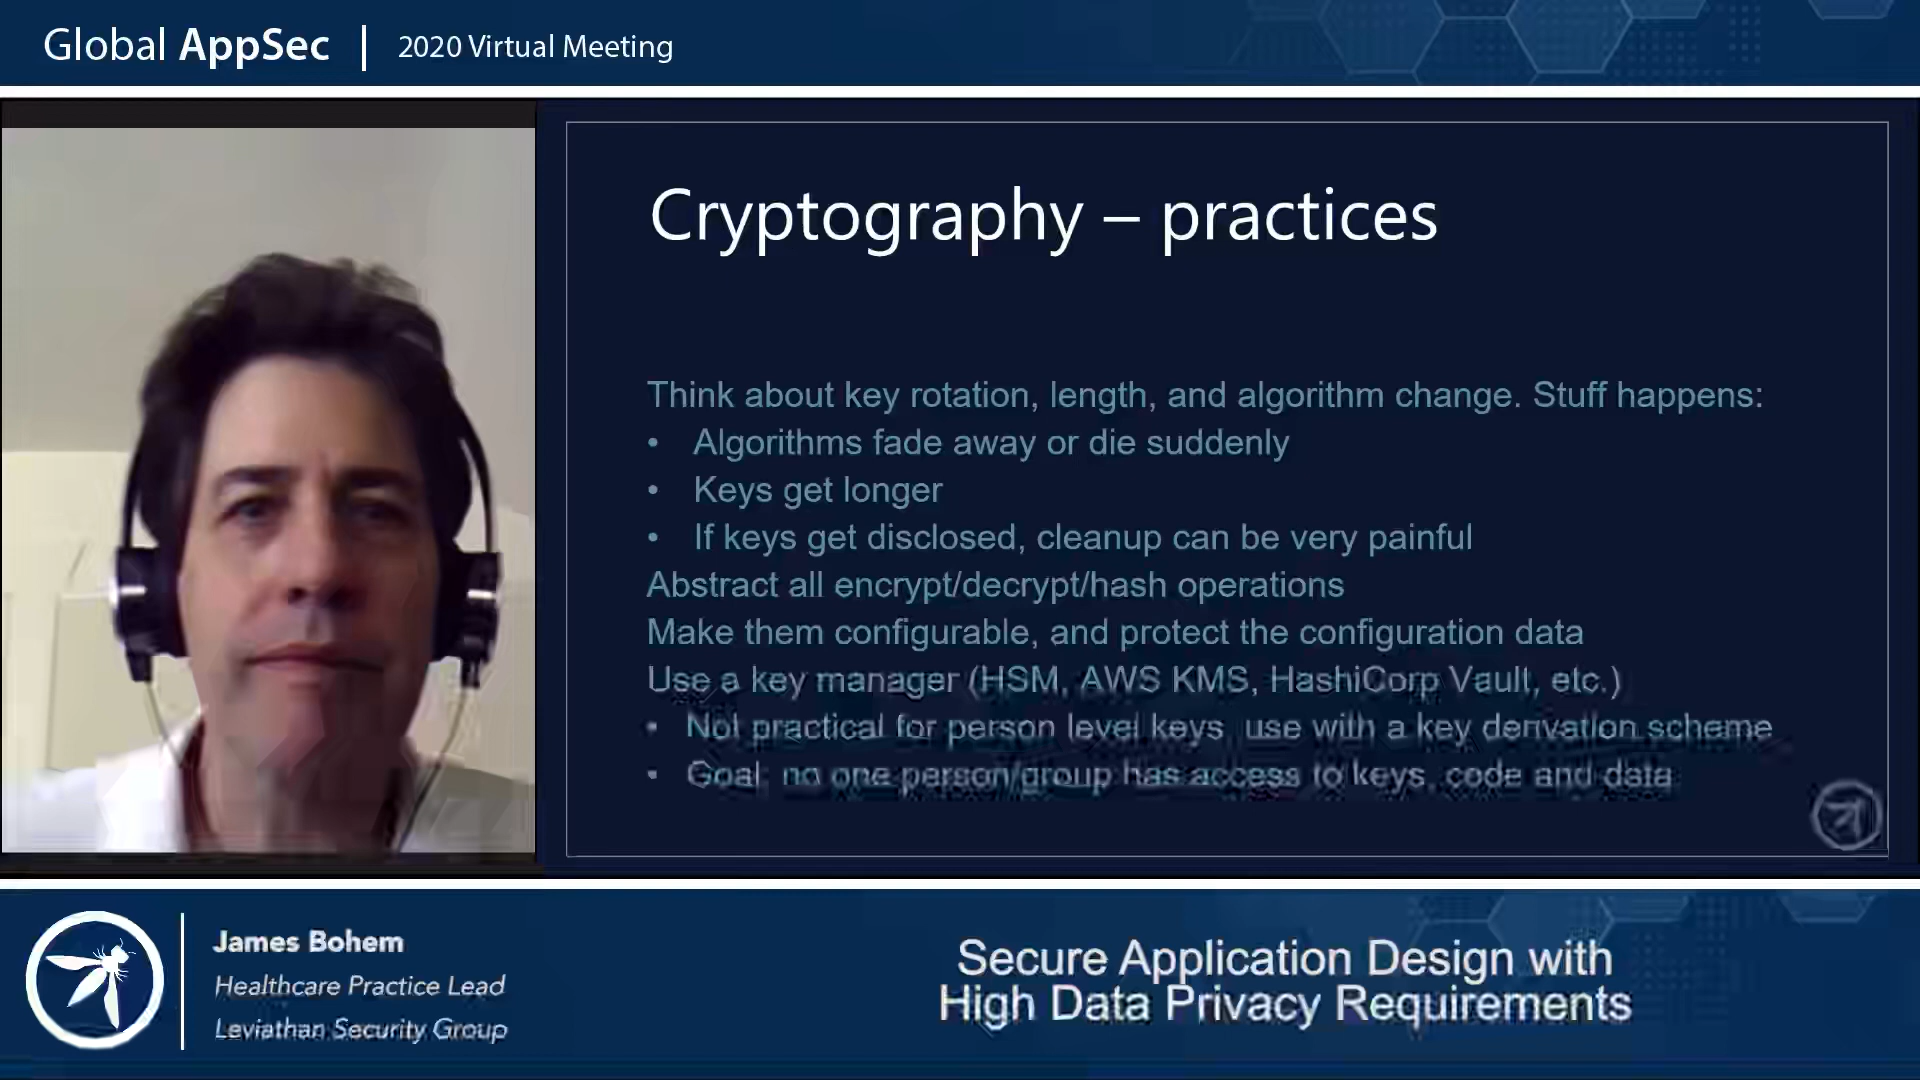 Global AppSec | 2020 Virtual Meeting
Cryptography – practices
Think about key rotation, length, and algorithm change. Stuff happens:
• Algorithms fade away or die suddenly
• Keys get longer
• If keys get disclosed, cleanup can be very painful
Abstract all encrypt/decrypt/hash operations
Make them configurable, and protect the configuration data
Use a key manager (HSM, AWS KMS, HashiCorp Vault, etc.)
• Not practical for person level keys use with a key derivation scheme
• Goal: no one person/group has access to keys, code and data
James Bohem
Healthcare Practice Lead
Leviathan Security Group
Secure Application Design with
High Data Privacy Requirements